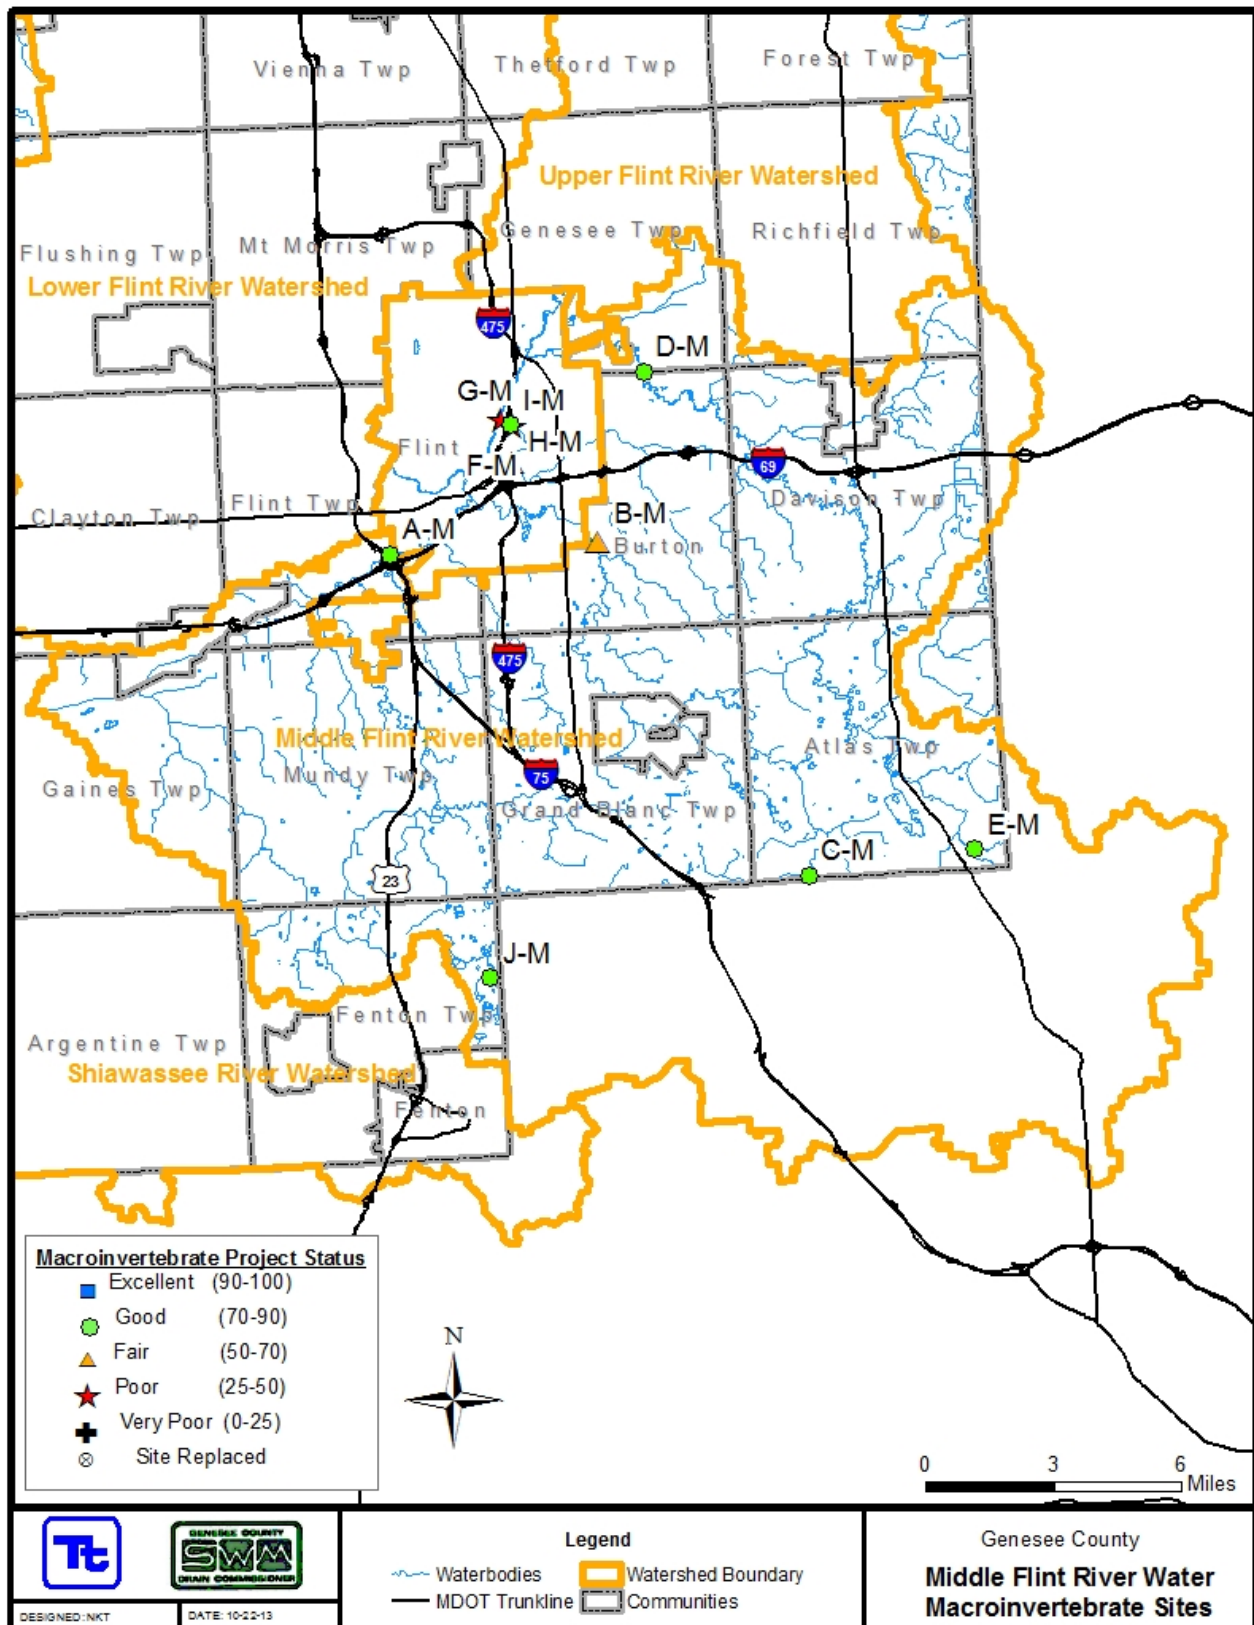 Vienna Twp
Thetford Twp
Forest Twp
Upper Flint River Watershed
Flushing Twp
Mt Morris Twp
Genesee Twp
Richfield Twp
Lower Flint River Watershed
475
D-M
G-M
I-M
Flint
H-M
F-M
69
Clayton Twp
Flint Twp
Davison Twp
A-M
B-M
Burton
475
Middle Flint River Watershed
Atlas Twp
Gaines Twp
Mundy Twp
75
Grand Blanc Twp
E-M
C-M
23
J-M
Fenton Twp
Argentine Twp
Shiawassee River Watershed
Fenton
Macroinvertebrate Project Status
Excellent (90-100)
Good (70-90)
Fair (50-70)
Poor (25-50)
Very Poor (0-25)
Site Replaced
N
0 3 6
Miles
Tt
GENESEE COUNTY
SWM
DRAIN COMMISSIONER
DESIGNED:NKT
DATE: 10-22-13
Legend
Waterbodies
Watershed Boundary
MDOT Trunkline
Communities
Genesee County
Middle Flint River Water
Macroinvertebrate Sites